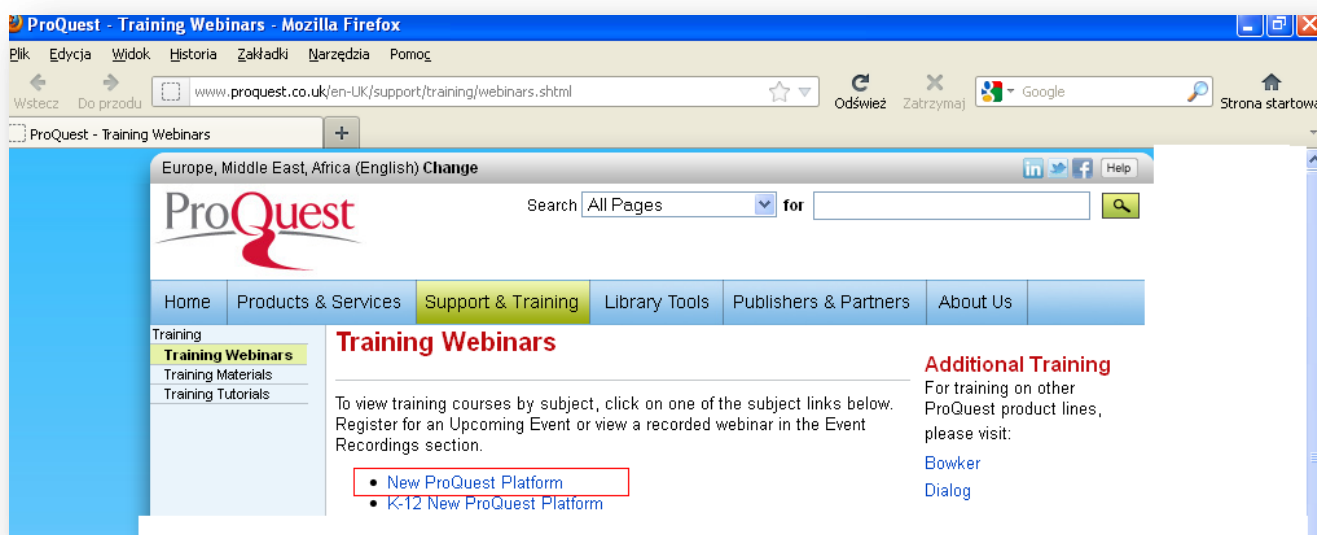 ProQuest - Training Webinars - Mozilla Firefox
Plik Edycja Widok Historia Zakładki Narzędzia Pomoc
Wstecz Do przodu www.proquest.co.uk/en-UK/support/training/webinars.shtml Odśwież Zatrzymaj Google Strona startowa
ProQuest - Training Webinars +
Europe, Middle East, Africa (English) Change in f Help
ProQuest Search All Pages for
Home Products & Services Support & Training Library Tools Publishers & Partners About Us
Training
Training Webinars
Training Materials
Training Tutorials
Training Webinars
To view training courses by subject, click on one of the subject links below.
Register for an Upcoming Event or view a recorded webinar in the Event
Recordings section.
• New ProQuest Platform
• K-12 New ProQuest Platform
Additional Training
For training on other
ProQuest product lines,
please visit:
Bowker
Dialog